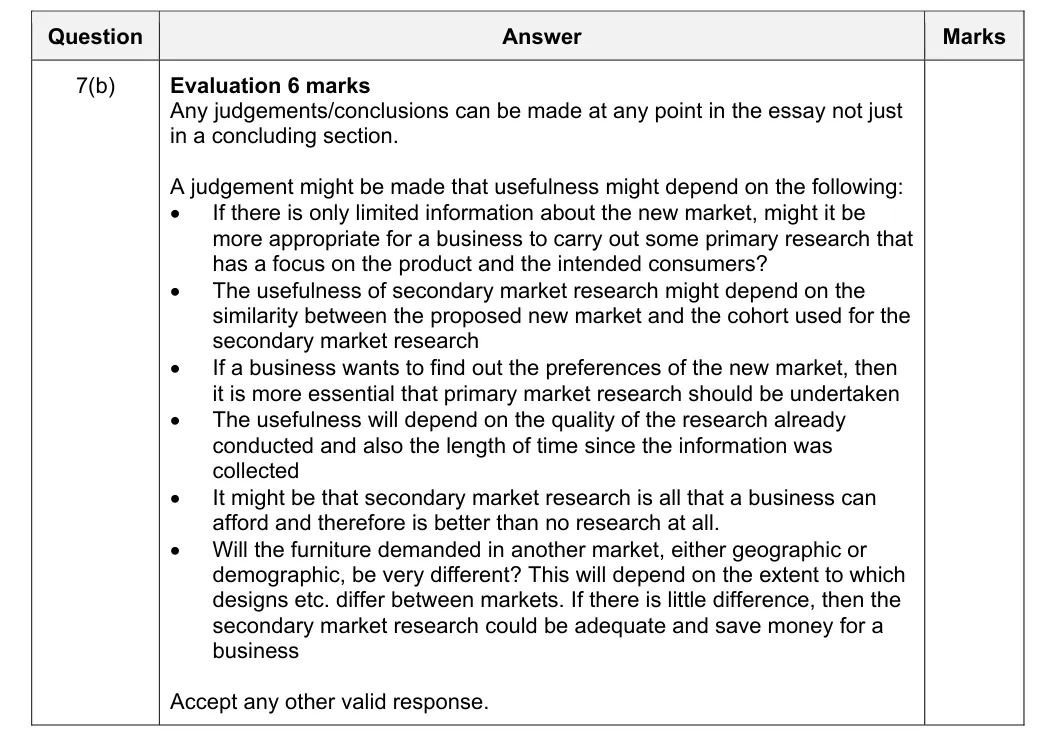 Question Answer Marks
7(b) Evaluation 6 marks
Any judgements/conclusions can be made at any point in the essay not just
in a concluding section.
A judgement might be made that usefulness might depend on the following:
• If there is only limited information about the new market, might it be
more appropriate for a business to carry out some primary research that
has a focus on the product and the intended consumers?
• The usefulness of secondary market research might depend on the
similarity between the proposed new market and the cohort used for the
secondary market research
• If a business wants to find out the preferences of the new market, then
it is more essential that primary market research should be undertaken
• The usefulness will depend on the quality of the research already
conducted and also the length of time since the information was
collected
• It might be that secondary market research is all that a business can
afford and therefore is better than no research at all.
• Will the furniture demanded in another market, either geographic or
demographic, be very different? This will depend on the extent to which
designs etc. differ between markets. If there is little difference, then the
secondary market research could be adequate and save money for a
business
Accept any other valid response.